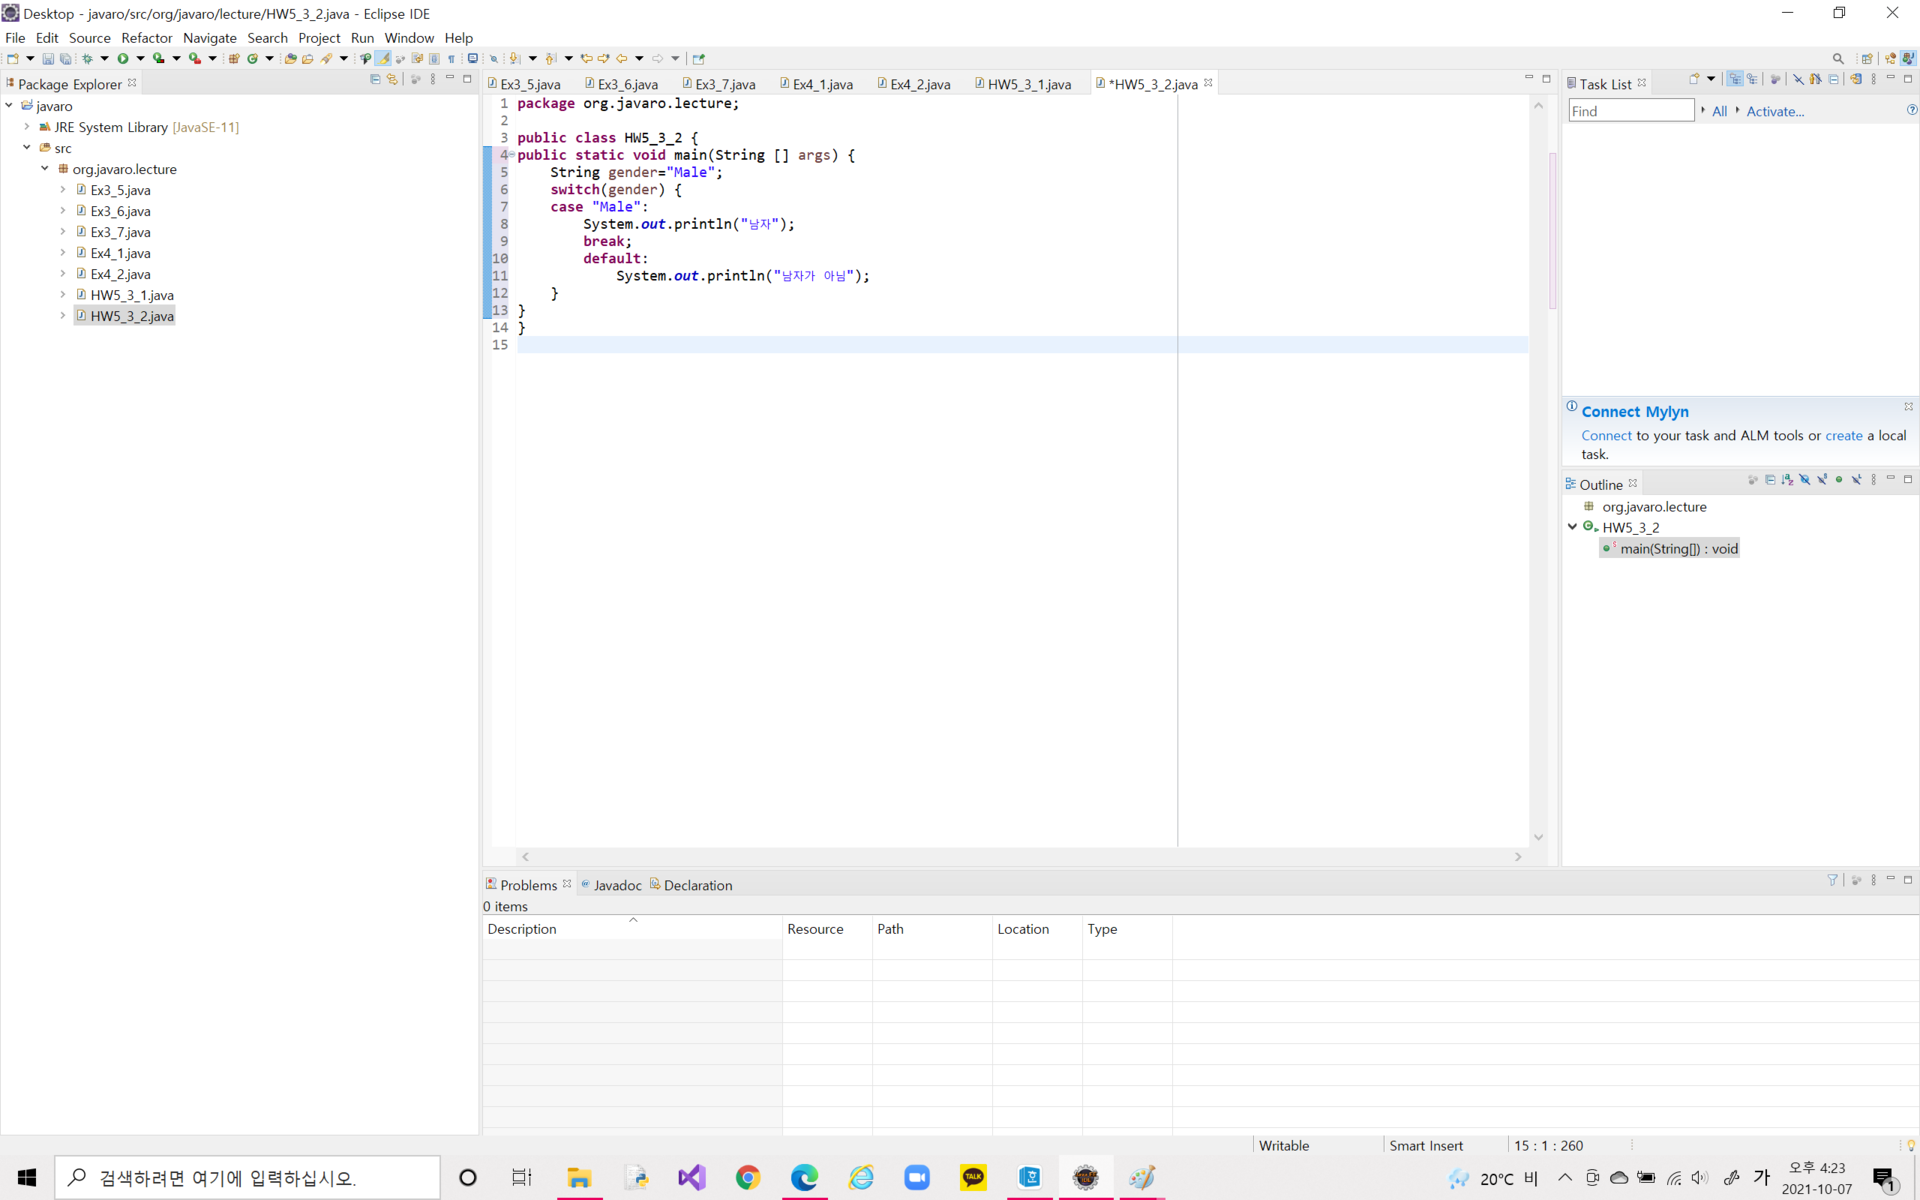 Desktop - javaro/src/org/javaro/lecture/HW5_3_2.java - Eclipse IDE
File Edit Source Refactor Navigate Search Project Run Window Help
Package Explorer
javaro
JRE System Library [JavaSE-11]
src
org.javaro.lecture
Ex3_5.java
Ex3_6.java
Ex3_7.java
Ex4_1.java
Ex4_2.java
HW5_3_1.java
HW5_3_2.java
Ex3_5.java Ex3_6.java Ex3_7.java Ex4_1.java Ex4_2.java HW5_3_1.java *HW5_3_2.java
1 package org.javaro.lecture;
2
3 public class HW5_3_2 {
4 public static void main(String [] args) {
5 String gender="Male";
6 switch(gender) {
7 case "Male":
8 System.out.println("남자");
9 break;
10 default:
11 System.out.println("남자가 아님");
12 }
13 }
14 }
15
Task List
Find All Activate...
Connect Mylyn
Connect to your task and ALM tools or create a local
task.
Outline
org.javaro.lecture
HW5_3_2
main(String[]) : void
Problems Javadoc Declaration
0 items
Description Resource Path Location Type
Writable Smart Insert 15 : 1 : 260
검색하려면 여기에 입력하십시오.
TALK
20°C 비
가
오후 4:23
2021-10-07
1